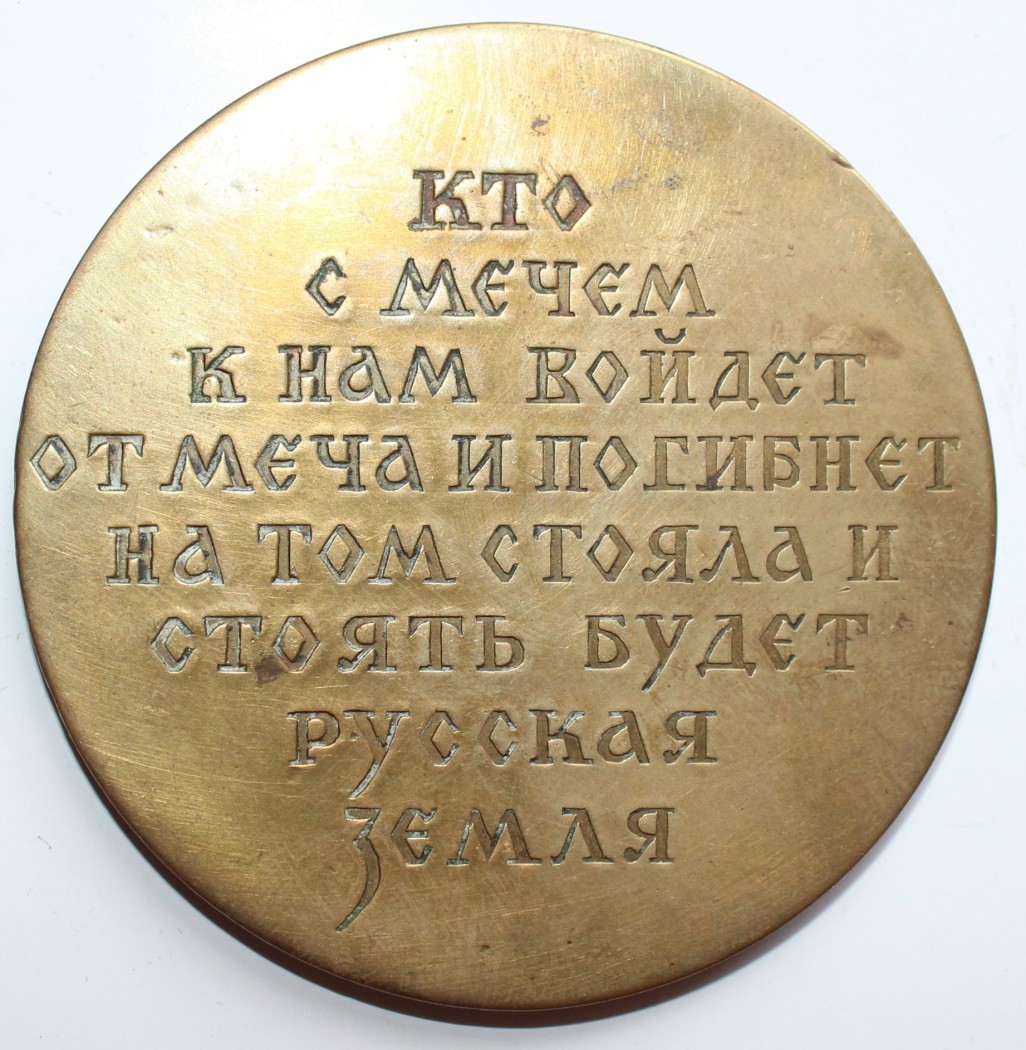 КТО
С МЕЧЕМ
К НАМ ВОЙДЕТ
ОТ МЕЧА И ПОГИБНЕТ
НА ТОМ СТОЯЛА И
СТОЯТЬ БУДЕТ
РУССКАЯ
ЗЕМЛЯ